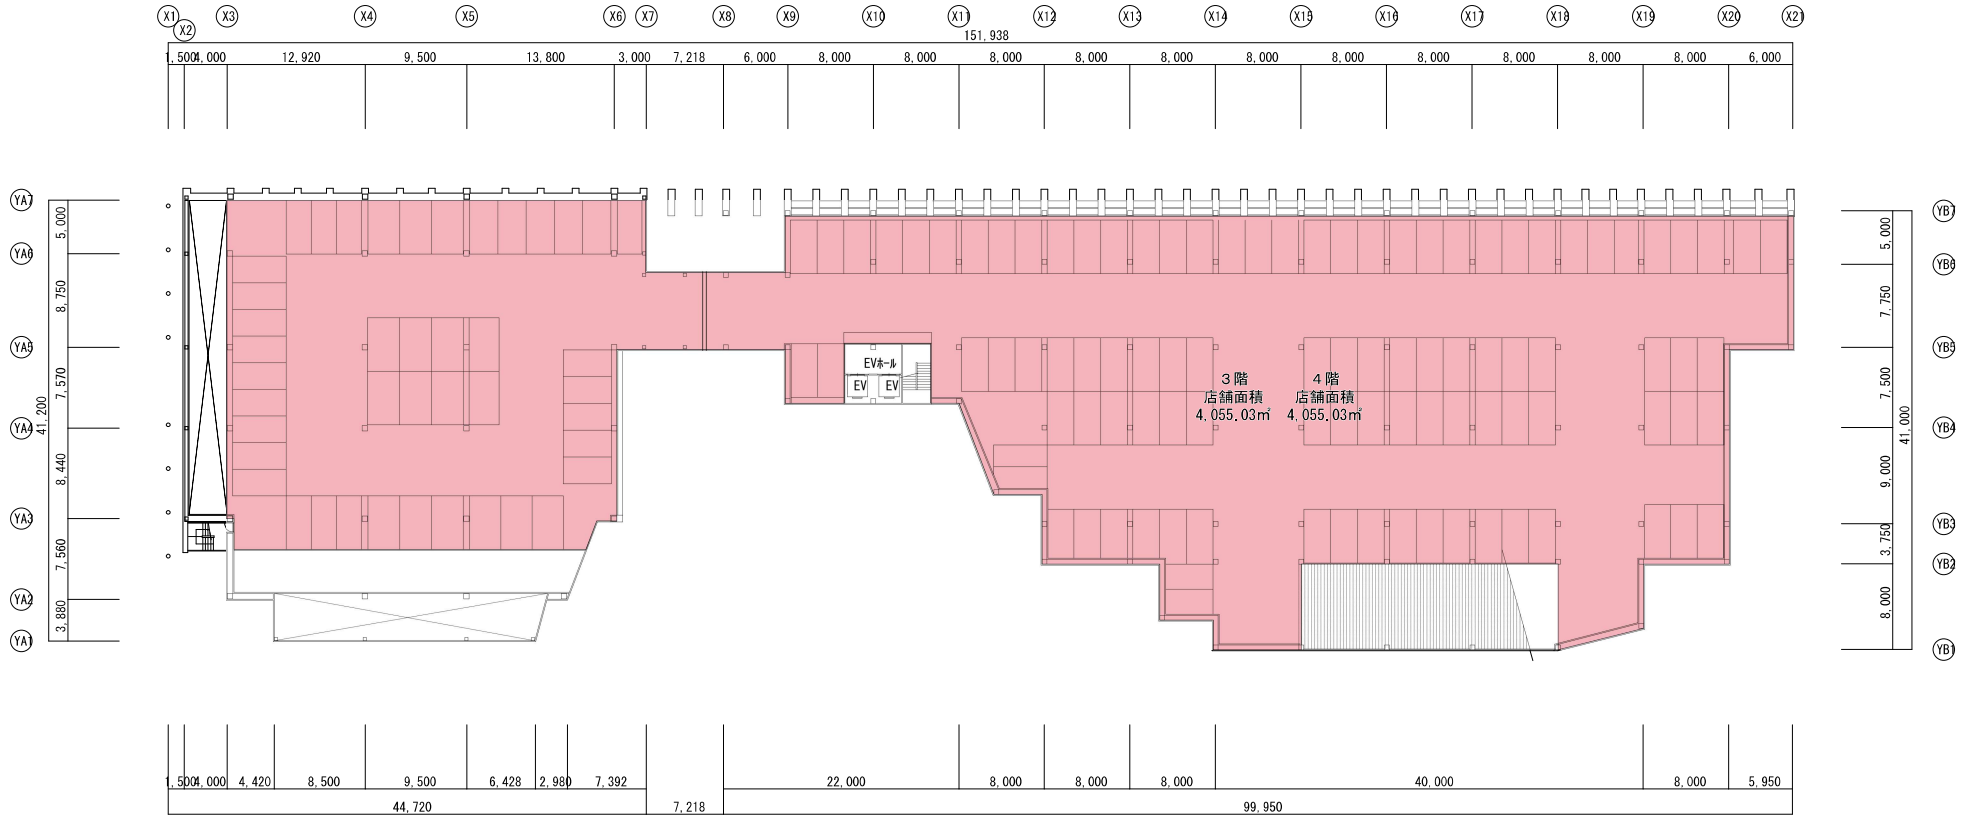 X1 X3 X4 X5 X6 X7 X8 X9 X10 X11 X12 X13 X14 X15 X16 X17 X18 X19 X20 X21
X2
151,938
1,500 4,000 12,920 9,500 13,800 3,000 7,218 6,000 8,000 8,000 8,000 8,000 8,000 8,000 8,000 8,000 8,000 8,000 8,000 6,000
YA7
5,000
YA6
8,750
YA5
7,570
41,200
YA4
8,440
YA3
7,560
YA2
3,880
YA1
EVホール
EV EV
3階
店舗面積
4,055.03㎡
4階
店舗面積
4,055.03㎡
YB7
5,000
YB6
7,750
YB5
7,500
41,000
YB4
9,000
YB3
3,750
YB2
8,000
YB1
1,500 4,000 4,420 8,500 9,500 6,428 2,980 7,392 22,000 8,000 8,000 8,000 40,000 8,000 5,950
44,720 7,218 99,950